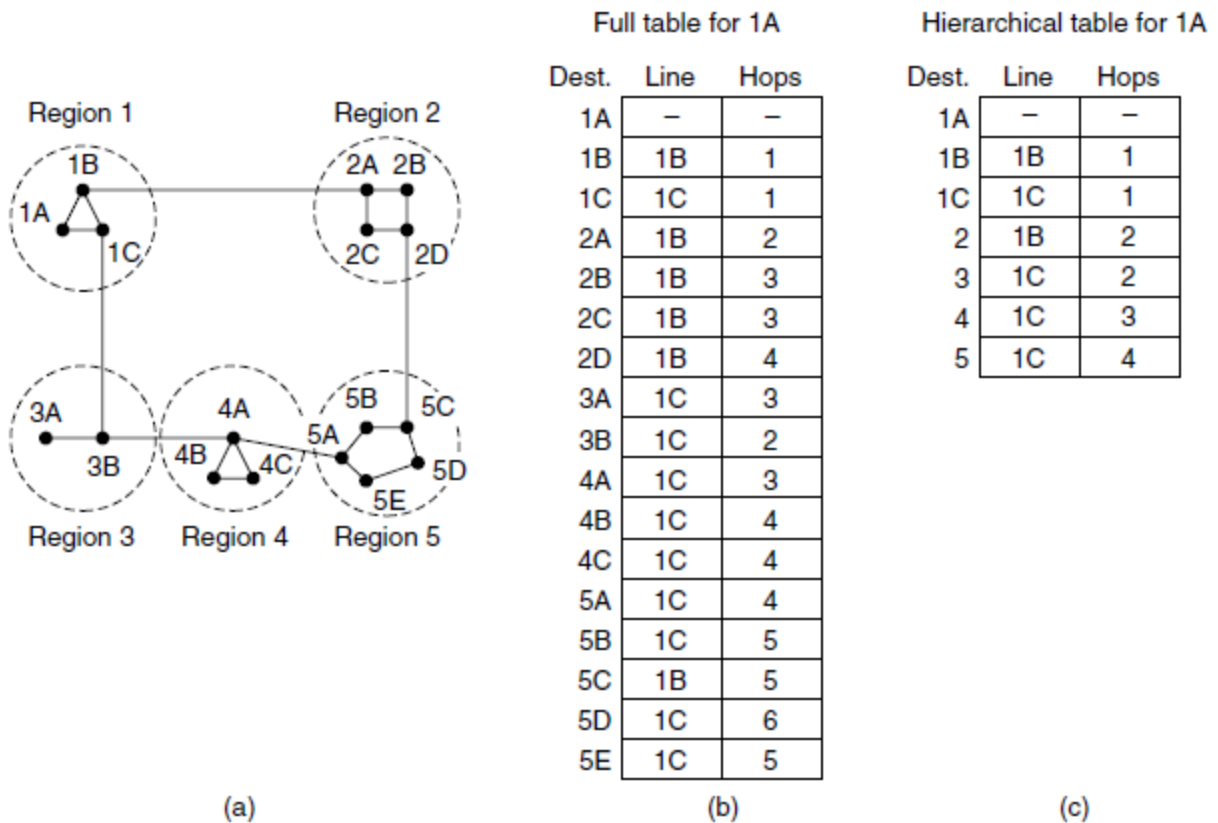 Full table for 1A
Hierarchical table for 1A
Region 1
Region 2
1B
1A
1C
2A 2B
2C 2D
3A
3B
4A
4B
4C
5B
5C
5A
5D
5E
Region 3
Region 4
Region 5
(a)
Dest. Line Hops
1A – –
1B 1B 1
1C 1C 1
2A 1B 2
2B 1B 3
2C 1B 3
2D 1B 4
3A 1C 3
3B 1C 2
4A 1C 3
4B 1C 4
4C 1C 4
5A 1C 4
5B 1C 5
5C 1B 5
5D 1C 6
5E 1C 5
(b)
Dest. Line Hops
1A – –
1B 1B 1
1C 1C 1
2 1B 2
3 1C 2
4 1C 3
5 1C 4
(c)